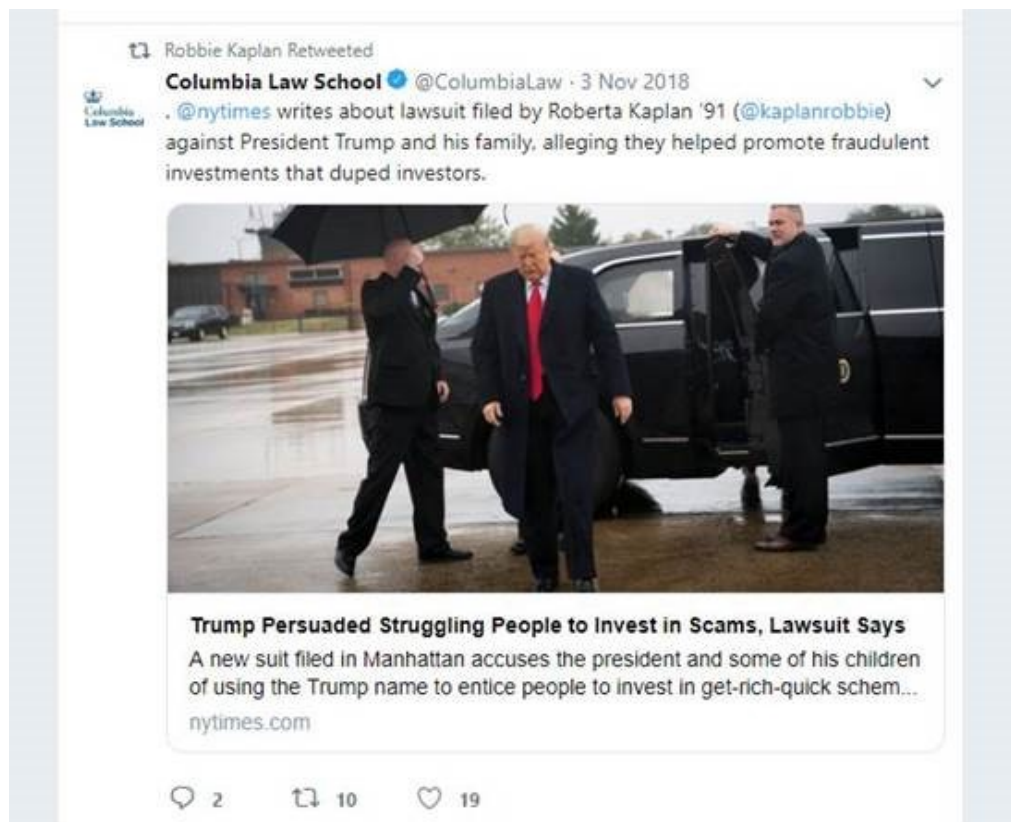 Robbie Kaplan Retweeted
Columbia Law School @ColumbiaLaw · 3 Nov 2018
Columbia
Law School
. @nytimes writes about lawsuit filed by Roberta Kaplan '91 (@kaplanrobbie)
against President Trump and his family, alleging they helped promote fraudulent
investments that duped investors.
Trump Persuaded Struggling People to Invest in Scams, Lawsuit Says
A new suit filed in Manhattan accuses the president and some of his children
of using the Trump name to entice people to invest in get-rich-quick schem...
nytimes.com
2 10 19